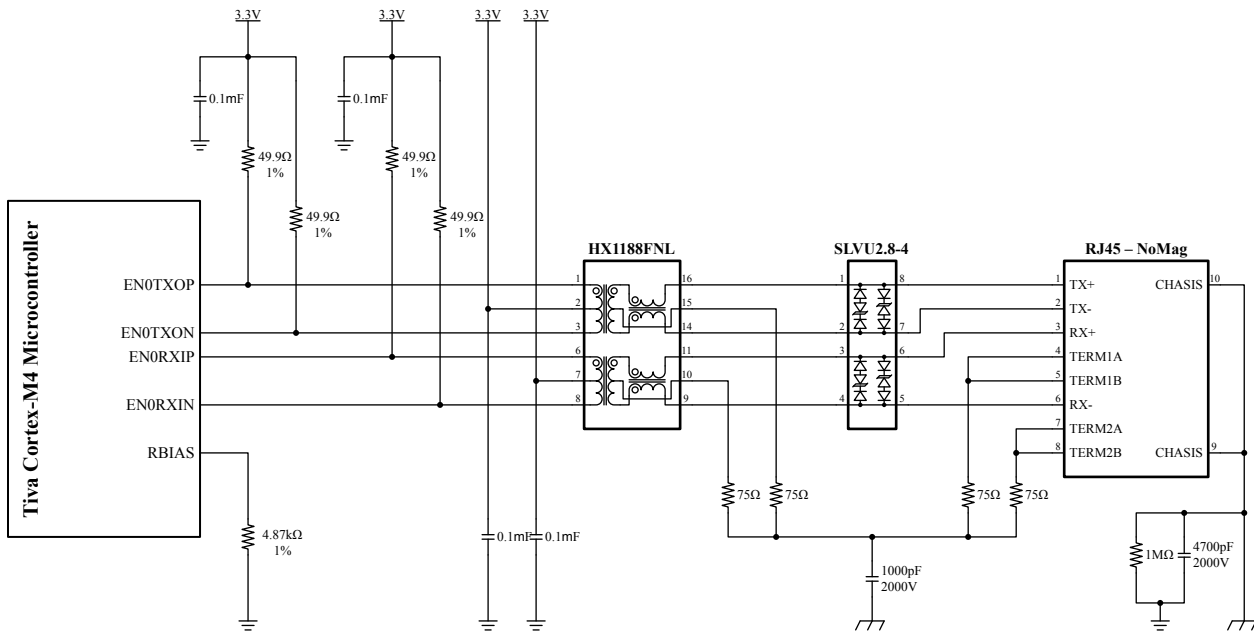 3.3V 3.3V 3.3V 3.3V
0.1mF 0.1mF
49.9Ω 49.9Ω
1% 1%
49.9Ω 49.9Ω
1% 1%
Tiva Cortex-M4 Microcontroller
EN0TXOP
EN0TXON
EN0RXIP
EN0RXIN
RBIAS
4.87kΩ
1%
0.1mF 0.1mF
HX1188FNL
1 16
2 15
3 14
6 11
7 10
8 9
SLVU2.8-4
1 8
2 7
3 6
4 5
RJ45 – NoMag
1 TX+ CHASIS 10
2 TX-
3 RX+
4 TERM1A
5 TERM1B
6 RX-
7 TERM2A
8 TERM2B CHASIS 9
75Ω 75Ω 75Ω 75Ω
1000pF
2000V
1MΩ
4700pF
2000V